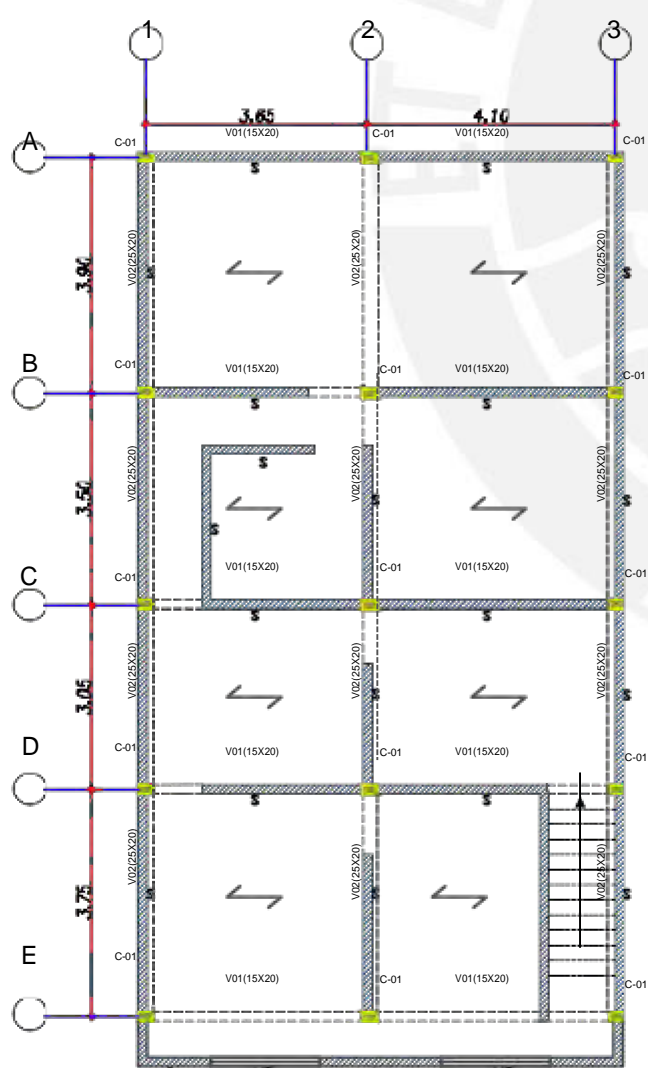 1 2 3
3.65 4.10
V01(15X20) V01(15X20)
C-01 C-01 C-01
A
S S
V02(25X20) V02(25X20) V02(25X20)
3.90
S S
C-01 V01(15X20) C-01 V01(15X20) C-01
B
S S
V02(25X20) V02(25X20)
S
3.50
S S
S
V01(15X20) C-01 V01(15X20) C-01
C-01
C
S S
V02(25X20) V02(25X20) V02(25X20)
3.05
S S
C-01 V01(15X20) C-01 V01(15X20) C-01
D
S S
V02(25X20) V02(25X20) V02(25X20)
3.75
S S S
E
C-01 V01(15X20) C-01 V01(15X20) C-01
ETE